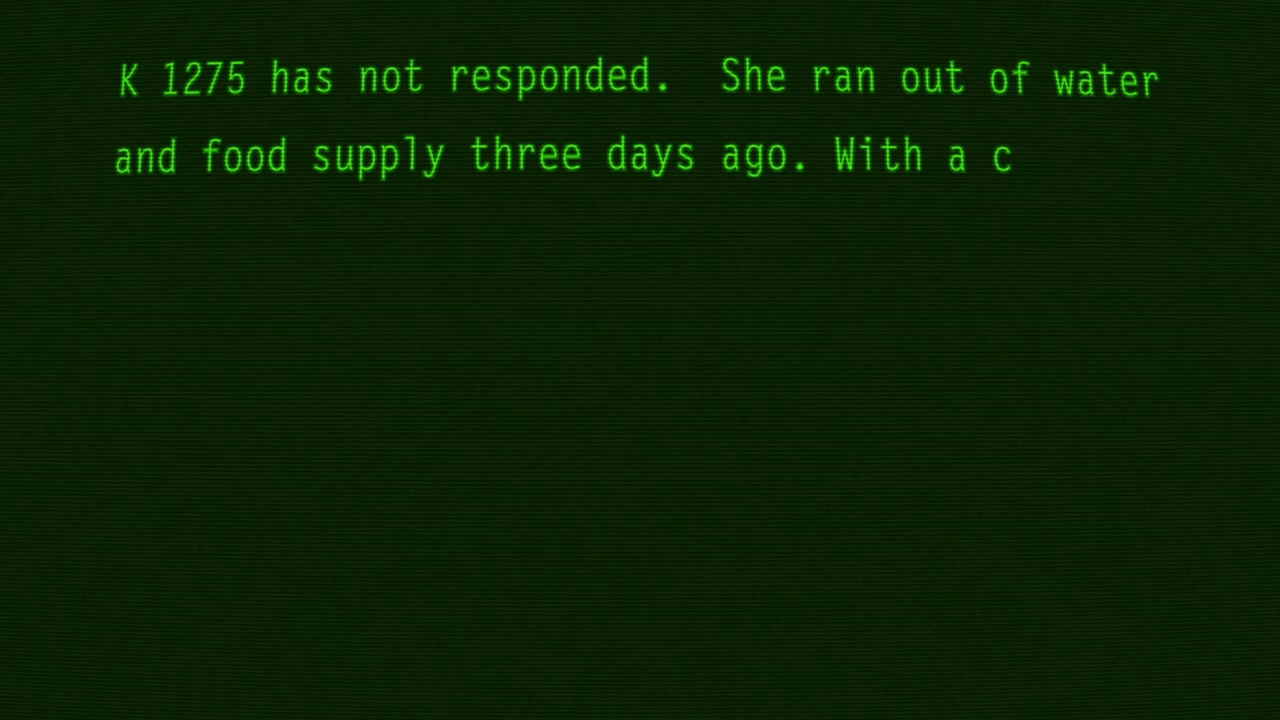 K 1275 has not responded.  She ran out of water
and food supply three days ago. With a c